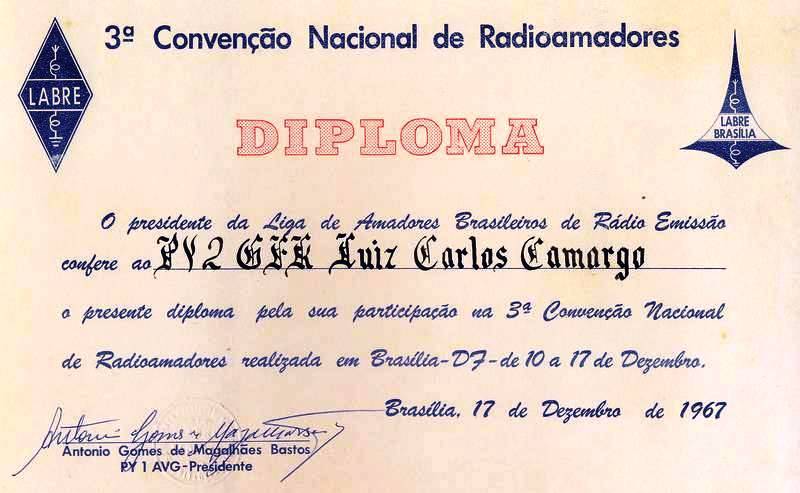 3ª Convenção Nacional de Radioamadores
LABRE
LABRE
BRASÍLIA
DIPLOMA
O presidente da Liga de Amadores Brasileiros de Rádio Emissão
confere ao PY2 GFK Luiz Carlos Camargo
o presente diploma pela sua participação na 3ª Convenção Nacional
de Radioamadores realizada em Brasília-DF-de 10 a 17 de Dezembro.
Brasília, 17 de Dezembro de 1967
Antonio Gomes de Magalhães Bastos
PY 1 AVG-Presidente